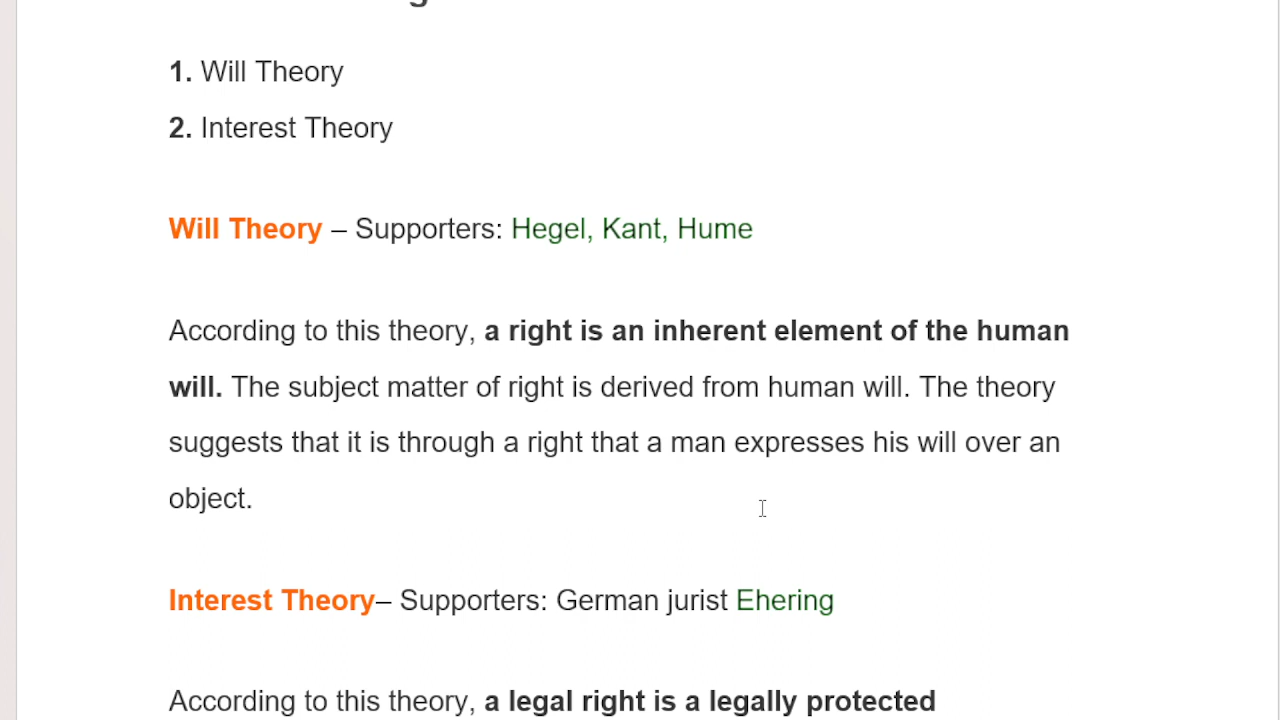 1. Will Theory
2. Interest Theory
Will Theory – Supporters: Hegel, Kant, Hume
According to this theory, a right is an inherent element of the human
will. The subject matter of right is derived from human will. The theory
suggests that it is through a right that a man expresses his will over an
object.
Interest Theory– Supporters: German jurist Ehering
According to this theory, a legal right is a legally protected